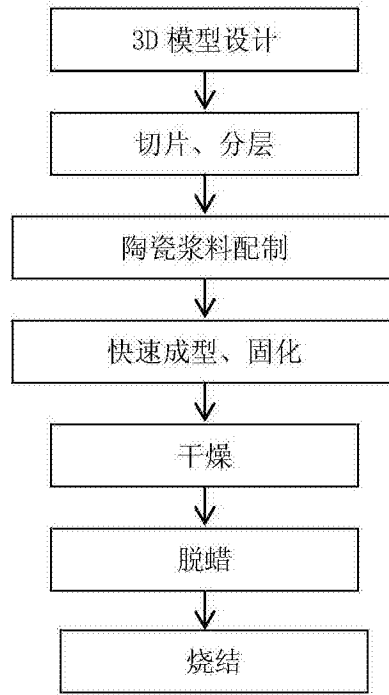 3D 模型设计
切片、分层
陶瓷浆料配制
快速成型、固化
干燥
脱蜡
烧结